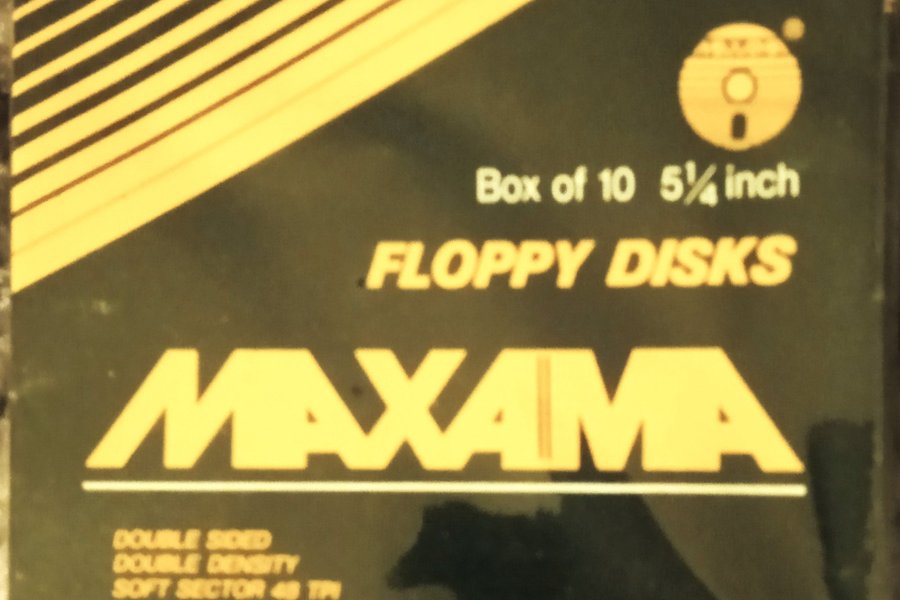 Box of 10 5¼ inch
FLOPPY DISKS
MAXAMA
DOUBLE SIDED
DOUBLE DENSITY
SOFT SECTOR 48 TPI